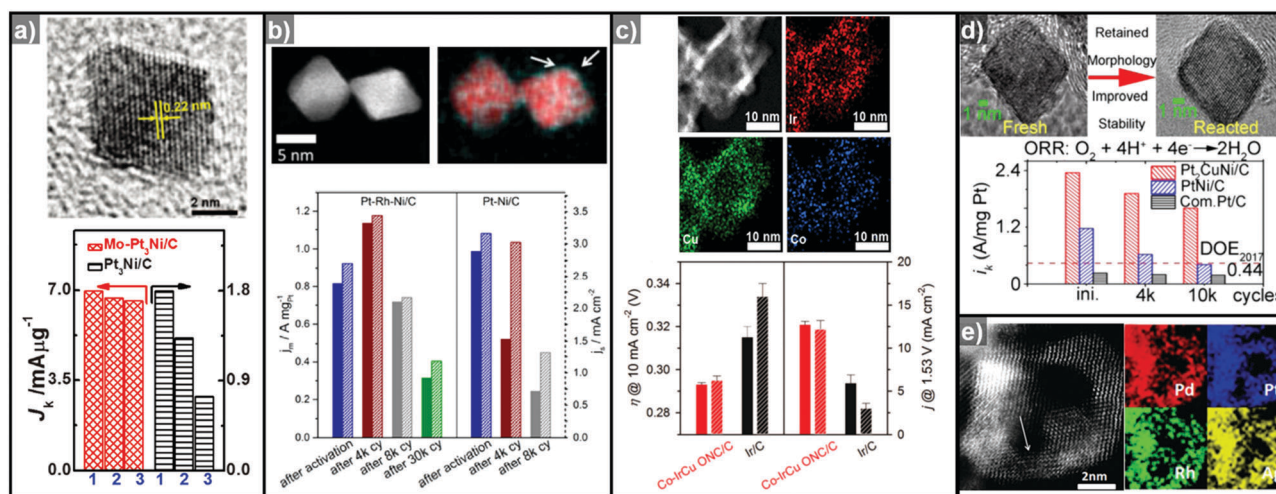 a)
0.22 nm
2 nm
Mo-Pt3Ni/C
Pt3Ni/C
7.0
3.5
0.0
1.8
0.9
0.0
Jk /mAµg-1
1 2 3 1 2 3
b)
5 nm
Pt-Rh-Ni/C
Pt-Ni/C
jm / A mgPt-1
1.2
1.0
0.8
0.6
0.4
0.2
0.0
3.5
3.0
2.5
2.0
1.5
1.0
0.5
0.0
js / mA cm-2
after activation
after 4k cy
after 8k cy
after 30k cy
after activation
after 4k cy
after 8k cy
c)
10 nm
Ir
10 nm
Cu
10 nm
Co
10 nm
η @ 10 mA cm-2 (V)
0.34
0.32
0.30
0.28
20
15
10
5
0
j @ 1.53 V (mA cm-2)
Co-IrCu ONC/C
Ir/C
Co-IrCu ONC/C
Ir/C
d)
Retained
Morphology
Improved
Stability
1 nm
Fresh
1 nm
Reacted
ORR: O2 + 4H+ + 4e-→2H2O
Pt3CuNi/C
PtNi/C
Com.Pt/C
2.4
1.2
0.0
ik (A/mg Pt)
DOE2017
0.44
ini. 4k 10k cycles
e)
2nm
Pd
Rh